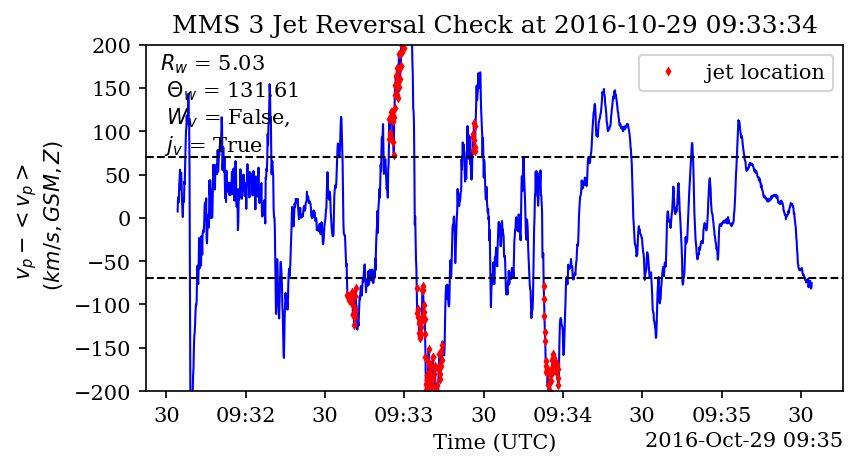 MMS 3 Jet Reversal Check at 2016-10-29 09:33:34
v_p − < v_p >
(km/s, GSM, Z)
200
150
100
50
0
−50
−100
−150
−200
R_w = 5.03
Θ_w = 131.61
W_v = False,
j_v = True
jet location
30 09:32 30 09:33 30 09:34 30 09:35 30
Time (UTC)
2016-Oct-29 09:35